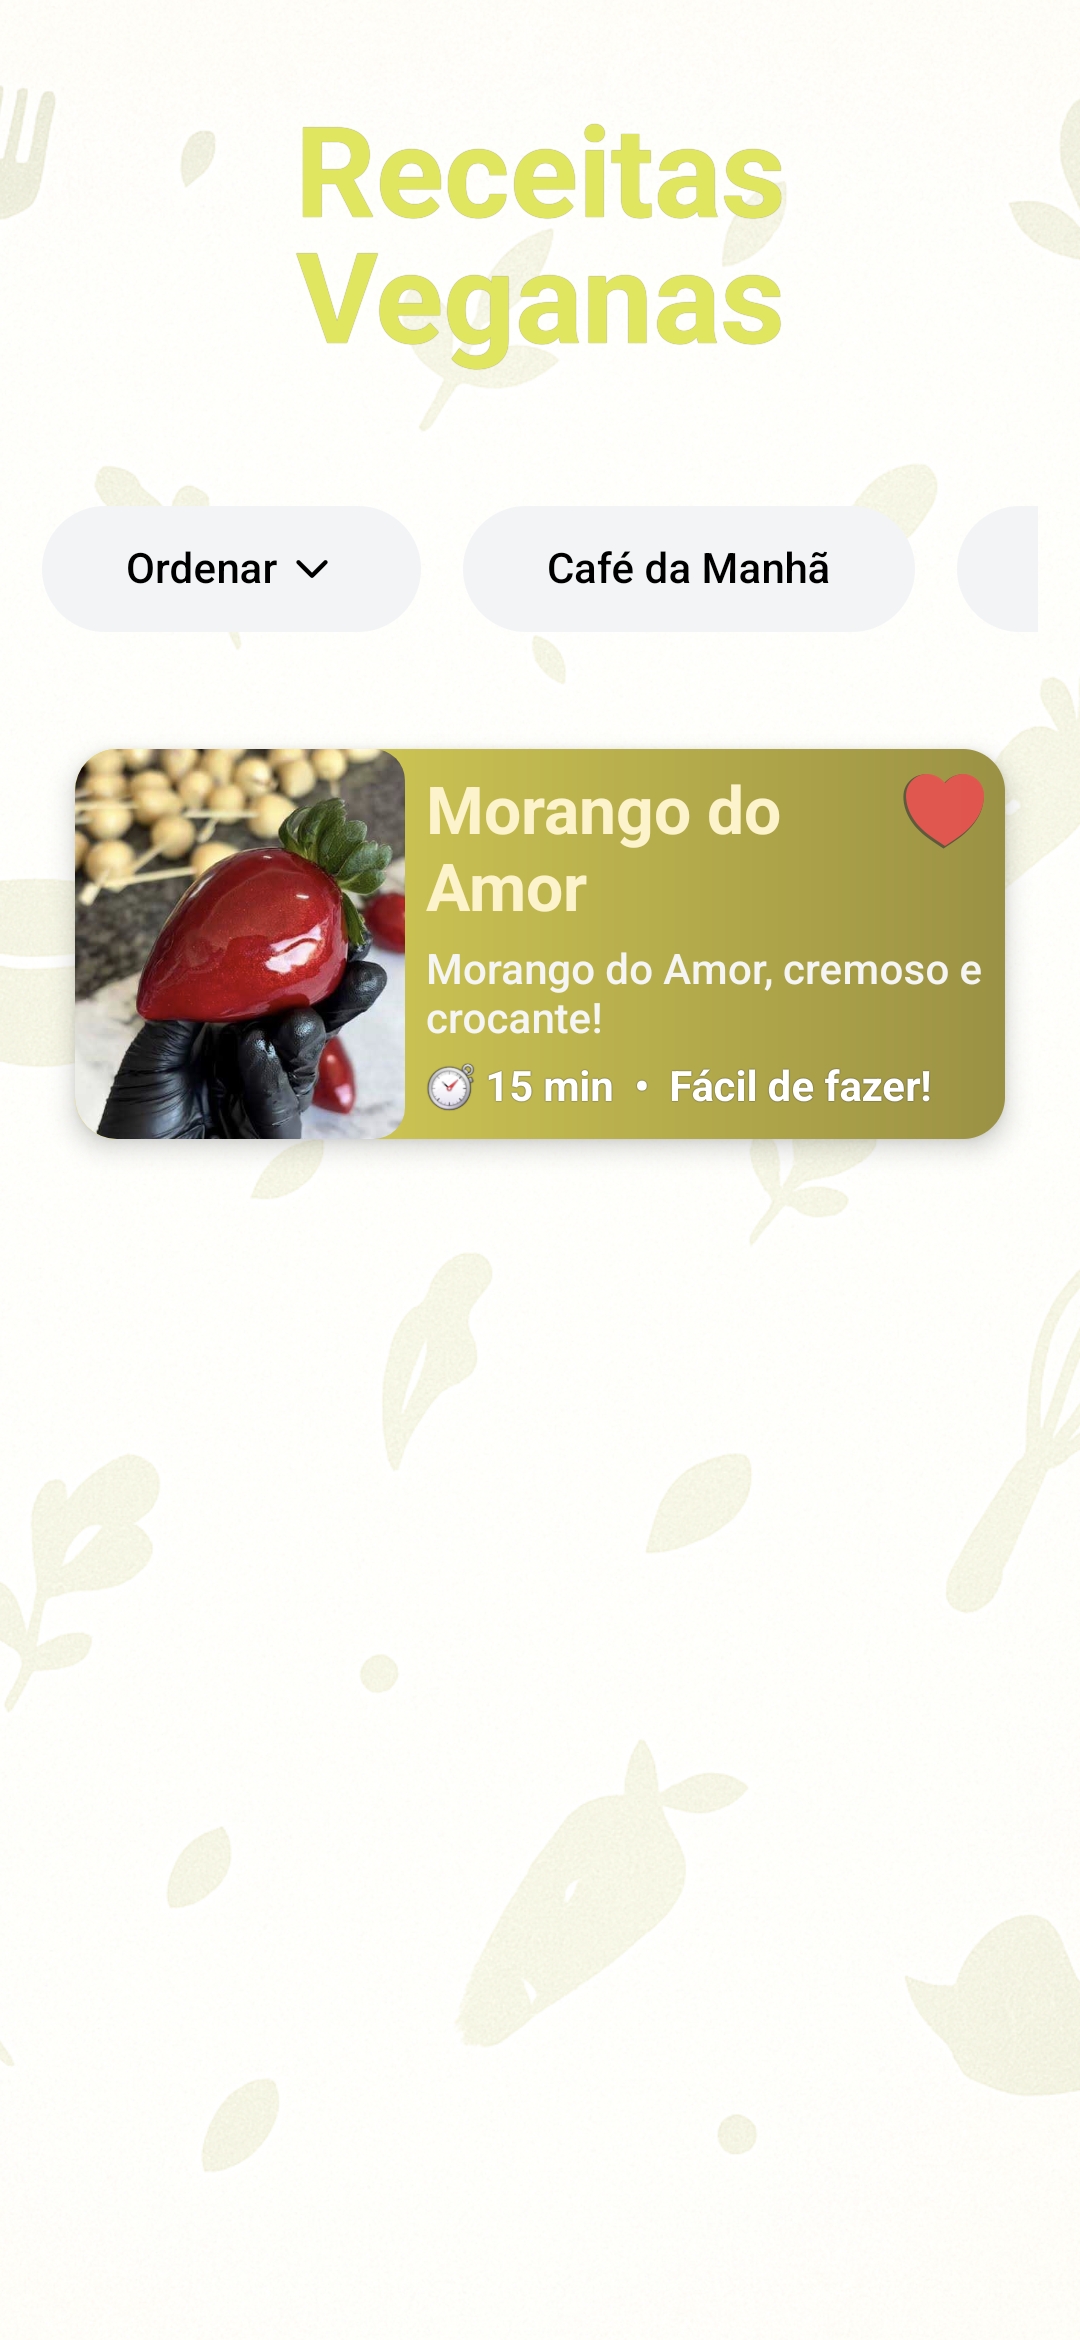 Receitas
Veganas
Ordenar
Café da Manhã
Morango do
Amor
Morango do Amor, cremoso e
crocante!
15 min • Fácil de fazer!